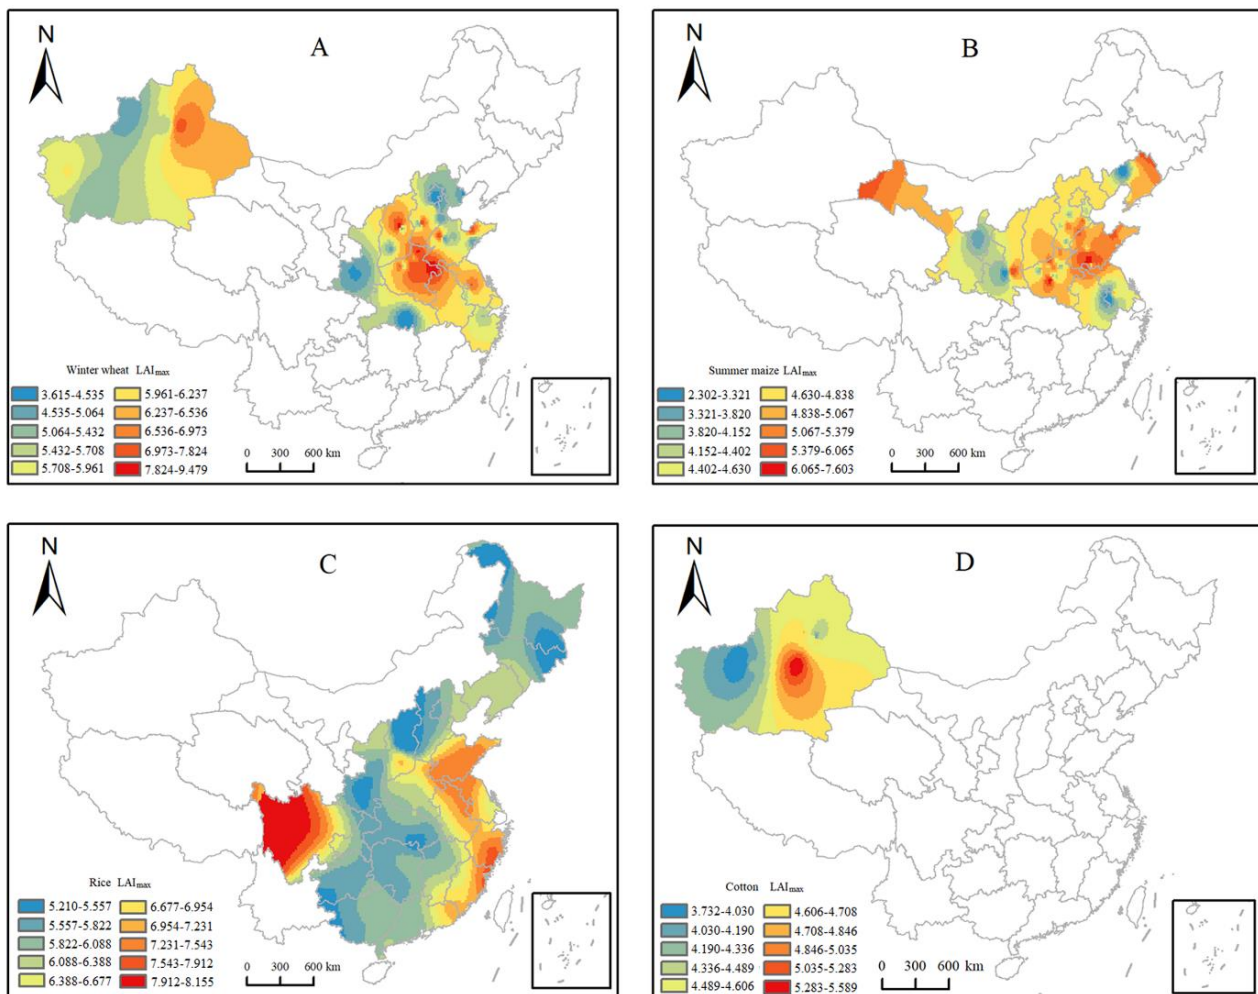 N
A
Winter wheat LAImax
3.615-4.535
5.961-6.237
4.535-5.064
6.237-6.536
5.064-5.432
6.536-6.973
5.432-5.708
6.973-7.824
5.708-5.961
7.824-9.479
0 300 600 km
N
B
Summer maize LAImax
2.302-3.321
4.630-4.838
3.321-3.820
4.838-5.067
3.820-4.152
5.067-5.379
4.152-4.402
5.379-6.065
4.402-4.630
6.065-7.603
0 300 600 km
N
C
Rice LAImax
5.210-5.557
6.677-6.954
5.557-5.822
6.954-7.231
5.822-6.088
7.231-7.543
6.088-6.388
7.543-7.912
6.388-6.677
7.912-8.155
0 300 600 km
N
D
Cotton LAImax
3.732-4.030
4.606-4.708
4.030-4.190
4.708-4.846
4.190-4.336
4.846-5.035
4.336-4.489
5.035-5.283
4.489-4.606
5.283-5.589
0 300 600 km